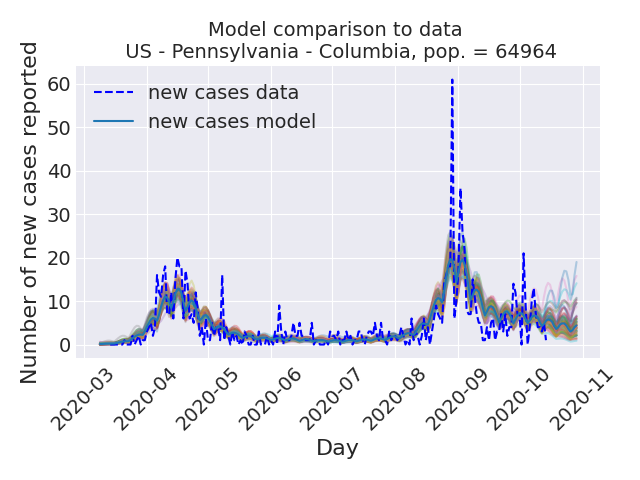 Model comparison to data
US - Pennsylvania - Columbia, pop. = 64964
Number of new cases reported
60
50
40
30
20
10
0
new cases data
new cases model
2020-03
2020-04
2020-05
2020-06
2020-07
2020-08
2020-09
2020-10
2020-11
Day